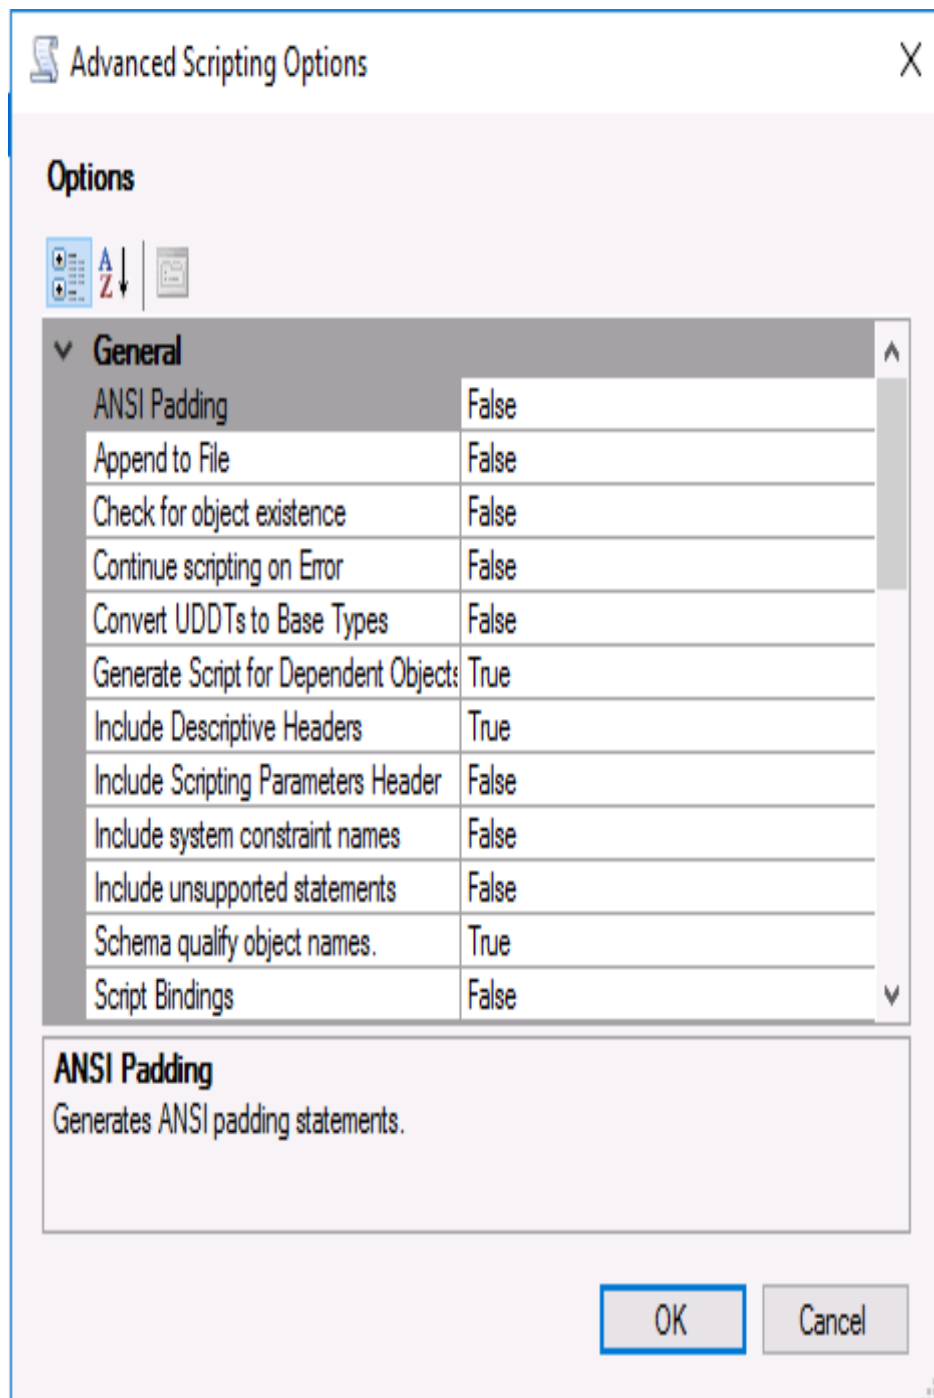 Advanced Scripting Options
Options
A
Z
General
ANSI Padding False
Append to File False
Check for object existence False
Continue scripting on Error False
Convert UDDTs to Base Types False
Generate Script for Dependent Objects True
Include Descriptive Headers True
Include Scripting Parameters Header False
Include system constraint names False
Include unsupported statements False
Schema qualify object names. True
Script Bindings False
ANSI Padding
Generates ANSI padding statements.
OK Cancel